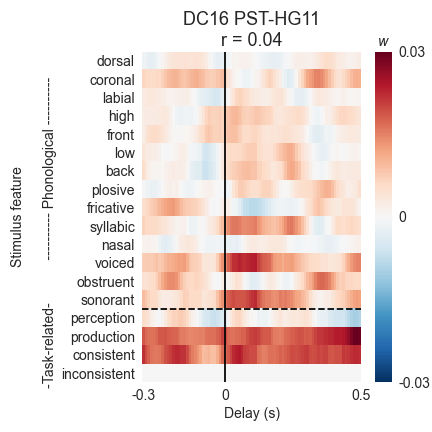 DC16 PST-HG11
r = 0.04
w
Stimulus feature
-Task-related- ---------- Phonological ----------
dorsal
coronal
labial
high
front
low
back
plosive
fricative
syllabic
nasal
voiced
obstruent
sonorant
perception
production
consistent
inconsistent
0.03
0
-0.03
-0.3
0
0.5
Delay (s)